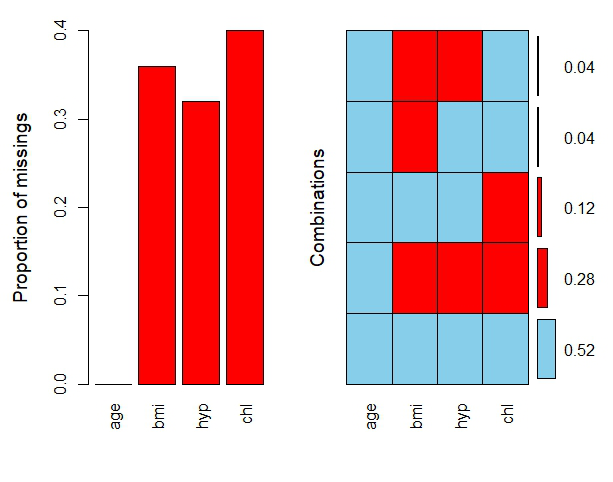 Proportion of missings
0.4
0.3
0.2
0.1
0.0
age bmi hyp chl
Combinations
0.04
0.04
0.12
0.28
0.52
age bmi hyp chl